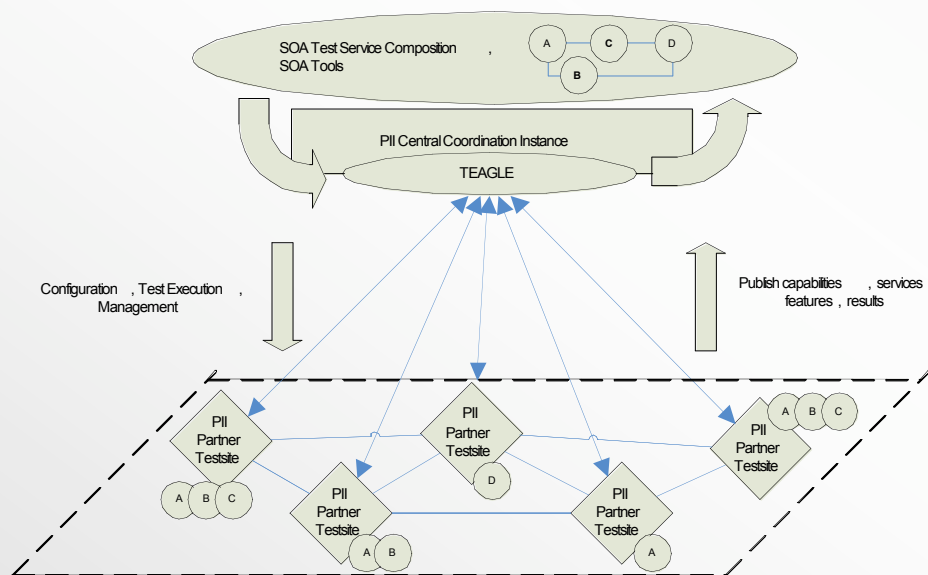 SOA Test Service Composition ,
SOA Tools
A
C
D
B
PII Central Coordination Instance
TEAGLE
Configuration , Test Execution ,
Management
Publish capabilities , services
features , results
PII
Partner
Testsite
A
B
C
PII
Partner
Testsite
A
B
PII
Partner
Testsite
D
PII
Partner
Testsite
A
PII
Partner
Testsite
A
B
C